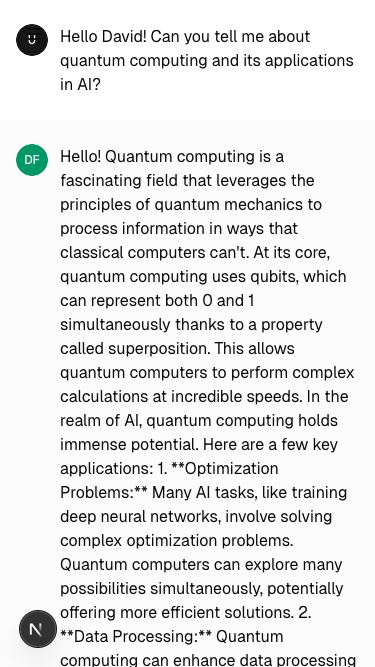 Hello David! Can you tell me about
quantum computing and its applications
in AI?
DF
Hello! Quantum computing is a
fascinating field that leverages the
principles of quantum mechanics to
process information in ways that
classical computers can't. At its core,
quantum computing uses qubits, which
can represent both 0 and 1
simultaneously thanks to a property
called superposition. This allows
quantum computers to perform complex
calculations at incredible speeds. In the
realm of AI, quantum computing holds
immense potential. Here are a few key
applications: 1. **Optimization
Problems:** Many AI tasks, like training
deep neural networks, involve solving
complex optimization problems.
Quantum computers can explore many
possibilities simultaneously, potentially
offering more efficient solutions. 2.
N
**Data Processing:** Quantum
computing can enhance data processing